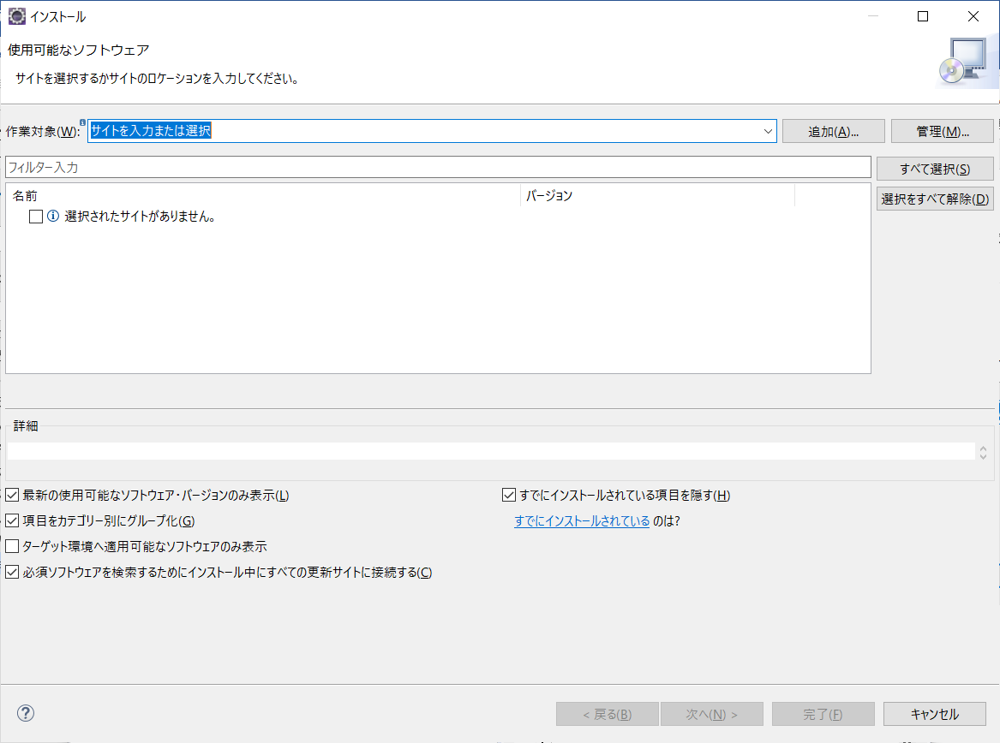 インストール
使用可能なソフトウェア
サイトを選択するかサイトのロケーションを入力してください。
作業対象(W): サイトを入力または選択 追加(A)... 管理(M)...
フィルター入力 すべて選択(S)
名前 バージョン 選択をすべて解除(D)
選択されたサイトがありません。
詳細
最新の使用可能なソフトウェア・バージョンのみ表示(L) すでにインストールされている項目を隠す(H)
項目をカテゴリー別にグループ化(G) すでにインストールされている のは?
ターゲット環境へ適用可能なソフトウェアのみ表示
必須ソフトウェアを検索するためにインストール中にすべての更新サイトに接続する(C)
< 戻る(B) 次へ(N) > 完了(F) キャンセル